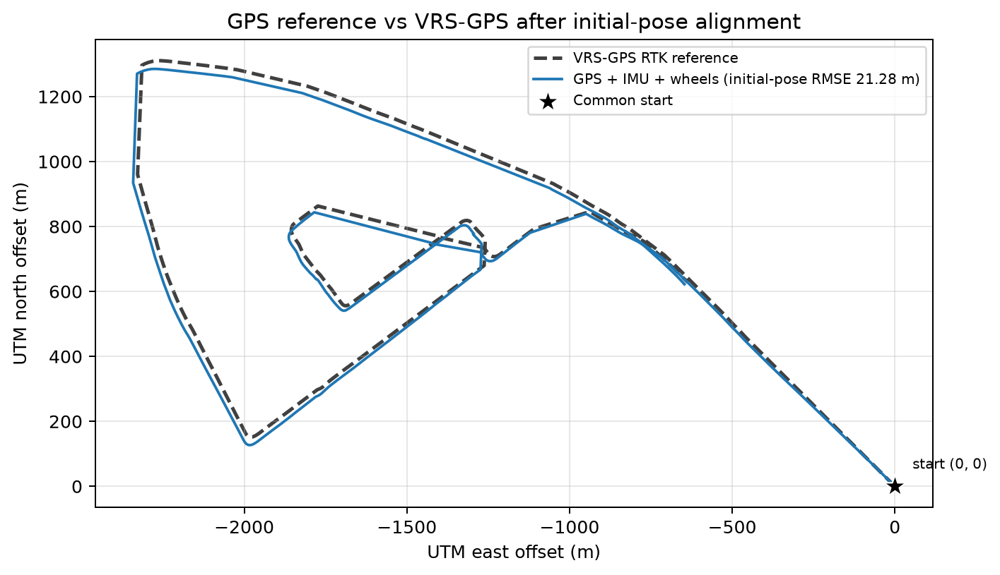 GPS reference vs VRS-GPS after initial-pose alignment
VRS-GPS RTK reference
GPS + IMU + wheels (initial-pose RMSE 21.28 m)
Common start
UTM north offset (m)
1200
1000
800
600
400
200
0
start (0, 0)
−2000
−1500
−1000
−500
0
UTM east offset (m)